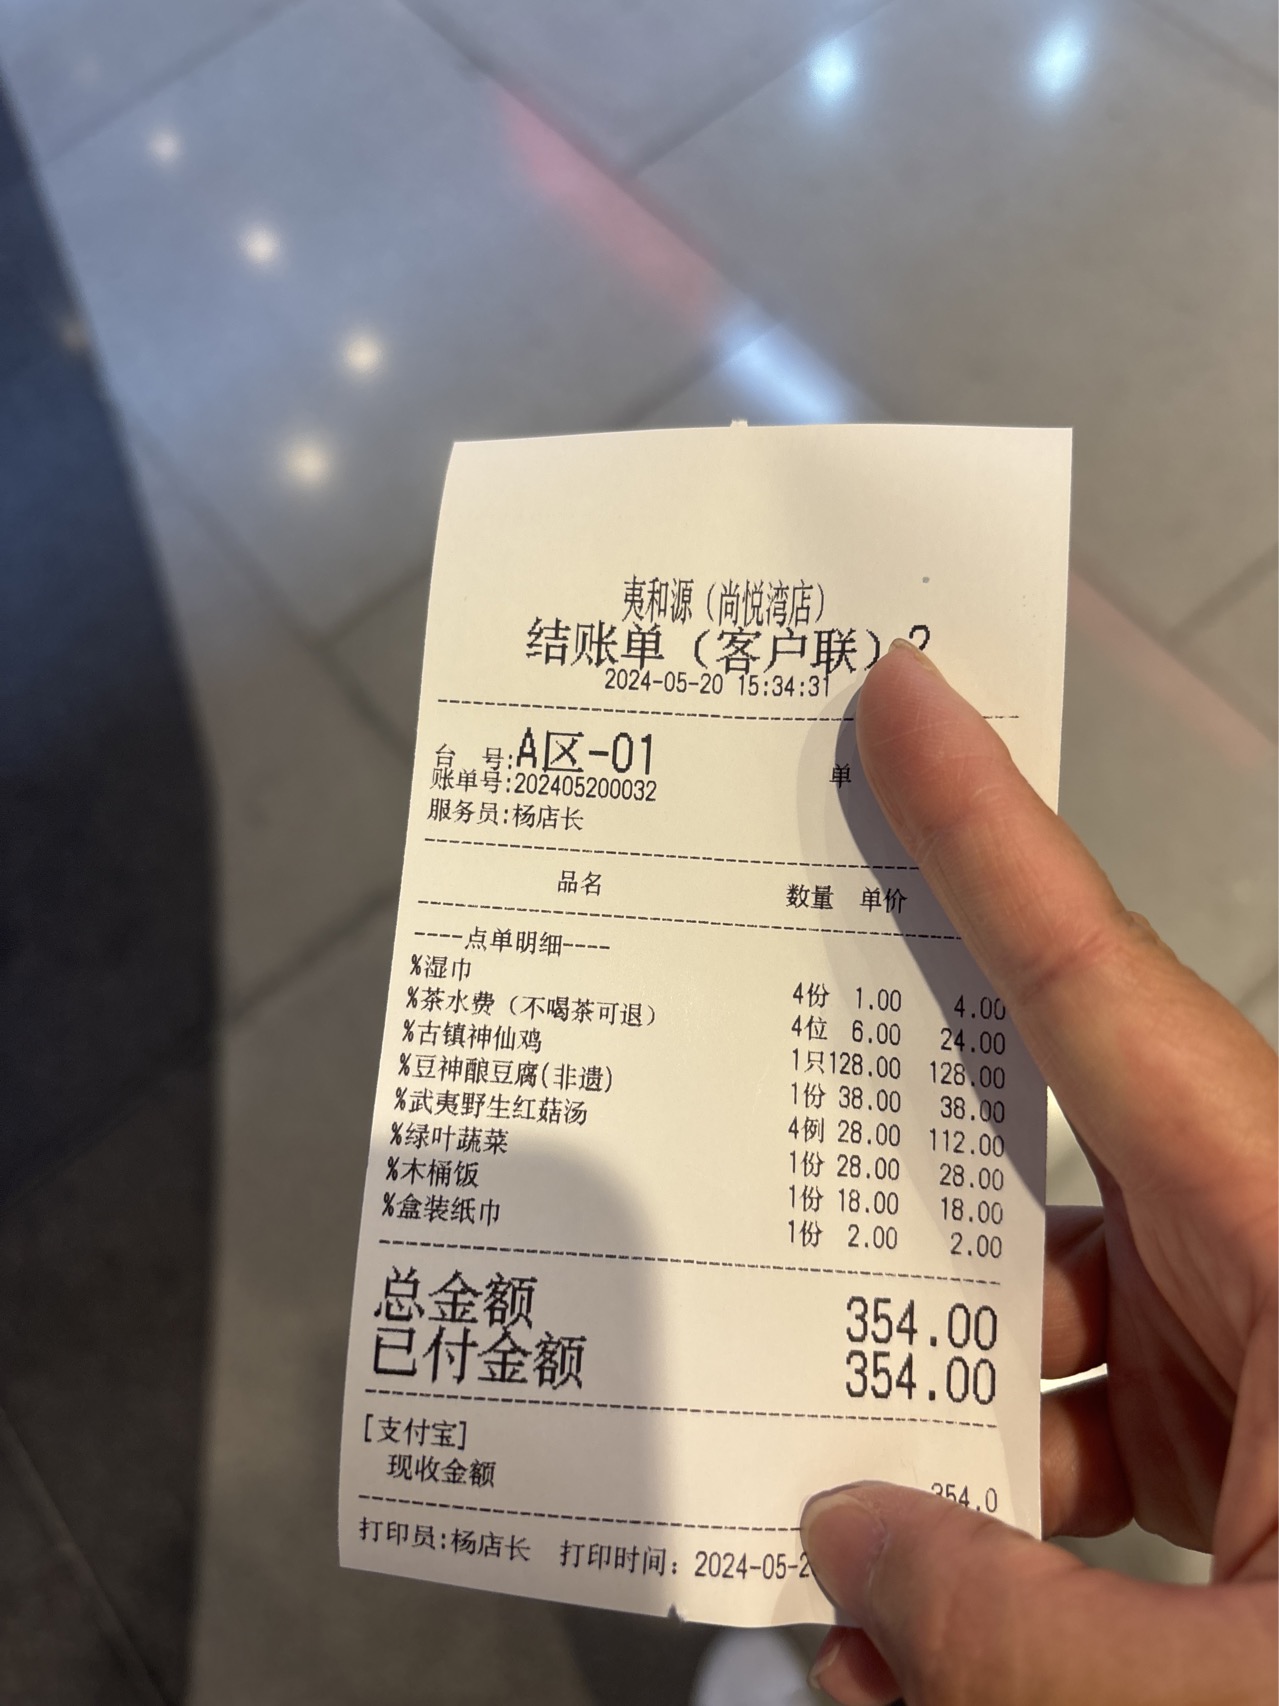 夷和源（尚悦湾店）
结账单（客户联）2
2024-05-20 15:34:31
台 号:A区-01 单
账单号:202405200032
服务员:杨店长
品名 数量 单价
----点单明细----
%湿巾 4份 1.00 4.00
%茶水费（不喝茶可退） 4位 6.00 24.00
%古镇神仙鸡 1只128.00 128.00
%豆神酿豆腐(非遗) 1份 38.00 38.00
%武夷野生红菇汤 4例 28.00 112.00
%绿叶蔬菜 1份 28.00 28.00
%木桶饭 1份 18.00 18.00
%盒装纸巾 1份 2.00 2.00
总金额 354.00
已付金额 354.00
[支付宝]
现收金额 354.0
打印员:杨店长 打印时间: 2024-05-2